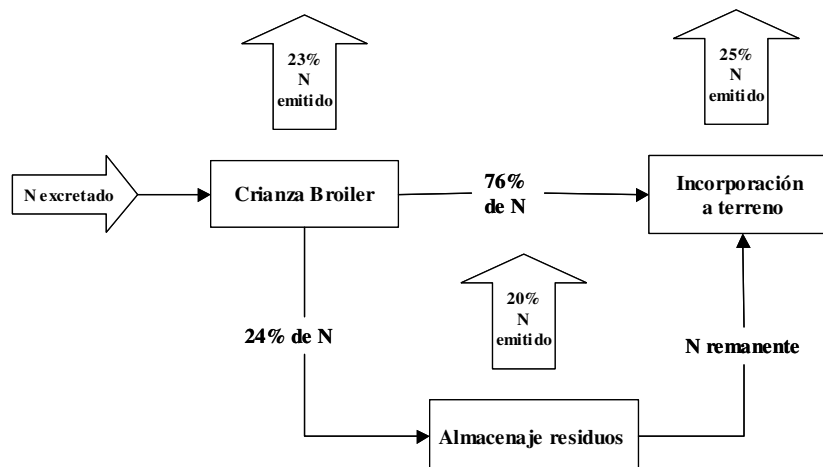 23%
N
emitido
25%
N
emitido
N excretado
Crianza Broiler
76%
de N
Incorporación
a terreno
20%
N
emitido
24% de N
N remanente
Almacenaje residuos